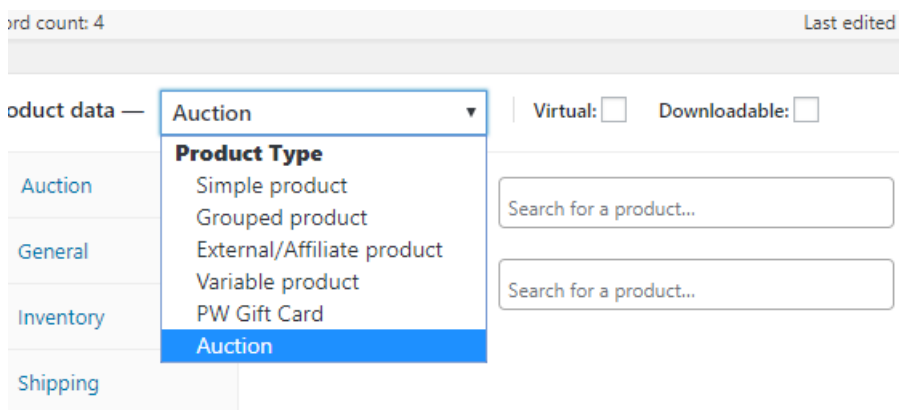 ord count: 4 Last edited
oduct data — Auction Virtual: Downloadable:
Product Type
Simple product
Grouped product
External/Affiliate product
Variable product
PW Gift Card
Auction
Auction
General
Inventory
Shipping
Search for a product...
Search for a product...